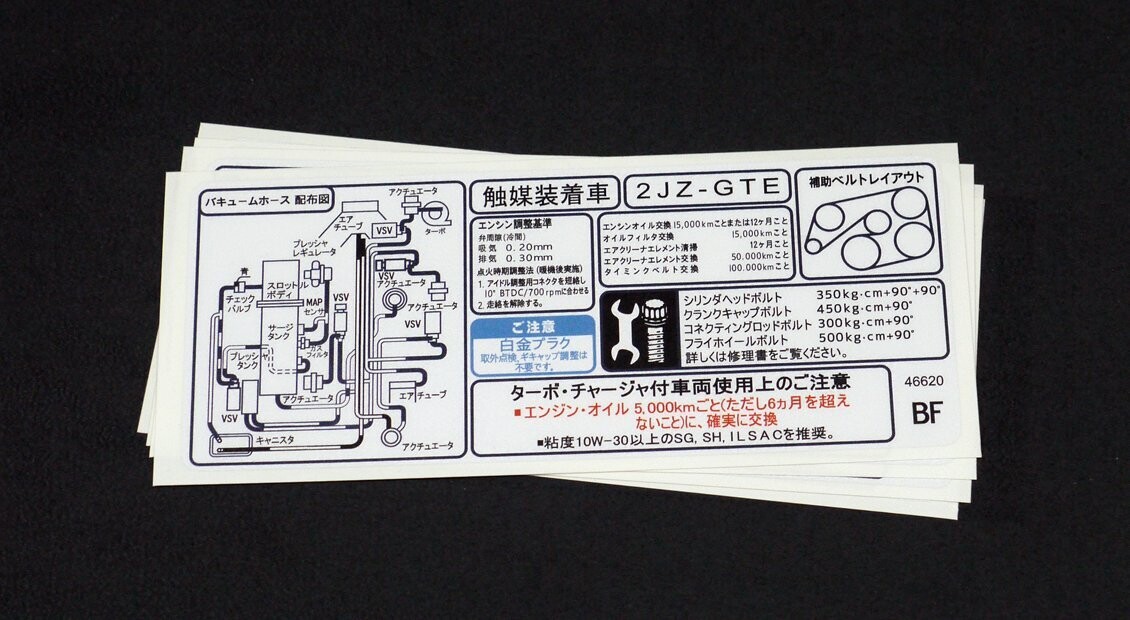 バキュームホース 配布図
アクチュエータ
エア
チューブ
VSV
ターボ
プレッシャ
レギュレータ
青
チェック
バルブ
スロットル
ボディ
MAP
センサ
VSV
VSV
アクチュエータ
アクチュエータ
VSV
サージ
タンク
ガス
フィルタ
プレッシャ
タンク
VSV
アクチュエータ
エアチューブ
キャニスタ
アクチュエータ
触媒装着車
2JZ-GTE
補助ベルトレイアウト
エンジン調整基準
弁周隙(冷間)
吸気 0.20mm
排気 0.30mm
点火時期調整法(暖機後実施)
1. アイドル調整用コネクタを短絡し
10° BTDC/700rpmに合わせる
2. 走絡を解除する。
エンシンオイル交換 15,000kmことまたは12ヶ月こと
オイルフィルタ交換 15,000kmこと
エアクリーナエレメント清掃 12ヶ月こと
エアクリーナエレメント交換 50.000kmこと
タイミングベルト交換 100.000kmこと
ご注意
白金プラク
取外点検、ギキャップ調整は
不要です。
シリンダヘッドボルト 350kg·cm+90°+90°
クランクキャップボルト 450kg·cm+90°
コネクティングロッドボルト 300kg·cm+90°
フライホイールボルト 500kg·cm+90°
詳しくは修理書をご覧ください。
ターボ・チャージャ付車両使用上のご注意
■エンジン・オイル 5,000kmごと(ただし6ヵ月を超え
ないこと)に、確実に交換
■粘度10W-30以上のSG, SH, ILSACを推奨。
46620
BF